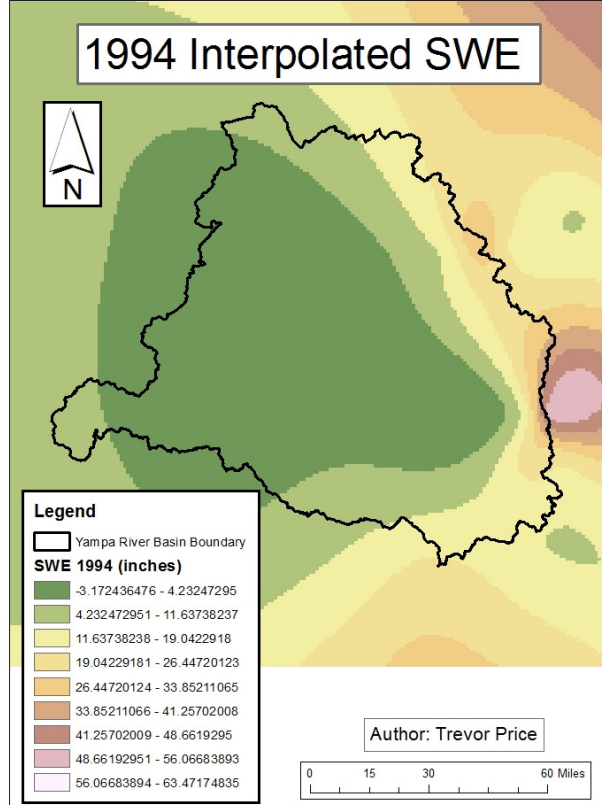 1994 Interpolated SWE
N
Legend
Yampa River Basin Boundary
SWE 1994 (inches)
-3.172436476 - 4.23247295
4.232472951 - 11.63738237
11.63738238 - 19.0422918
19.04229181 - 26.44720123
26.44720124 - 33.85211065
33.85211066 - 41.25702008
41.25702009 - 48.6619295
48.66192951 - 56.06683893
56.06683894 - 63.47174835
Author: Trevor Price
0 15 30 60 Miles